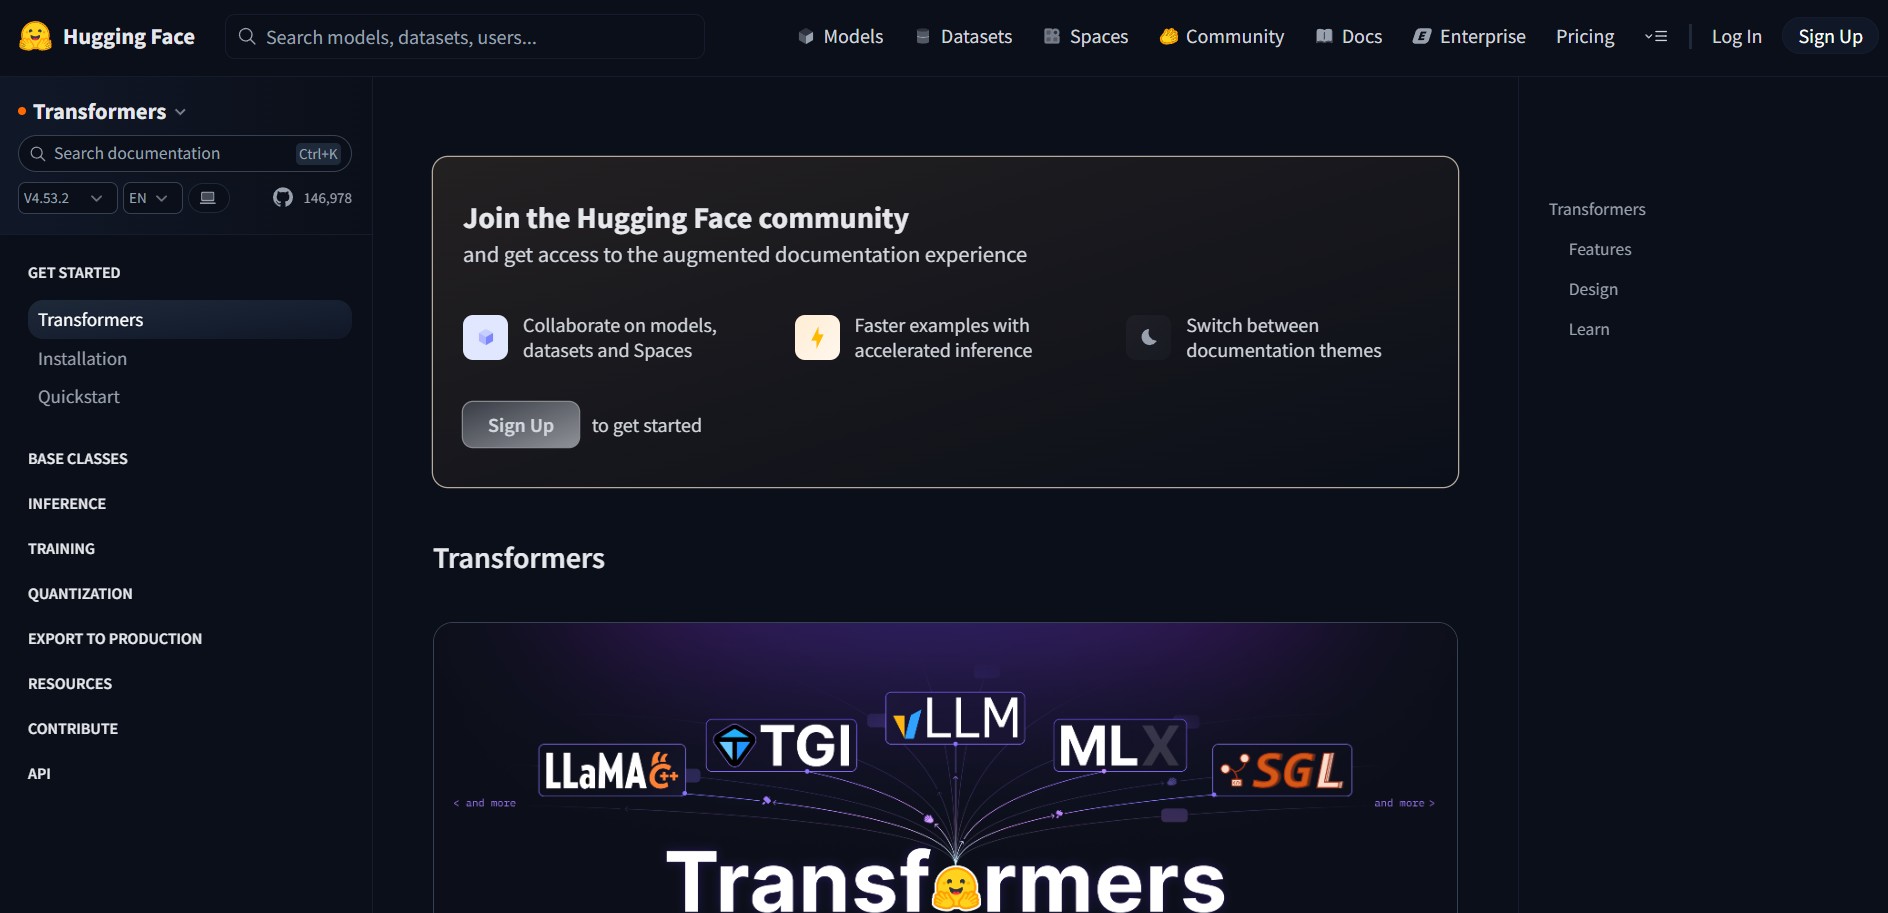 Hugging Face
Search models, datasets, users...
Models
Datasets
Spaces
Community
Docs
Enterprise
Pricing
Log In
Sign Up
Transformers
Search documentation
Ctrl+K
V4.53.2
EN
146,978
GET STARTED
Transformers
Installation
Quickstart
BASE CLASSES
INFERENCE
TRAINING
QUANTIZATION
EXPORT TO PRODUCTION
RESOURCES
CONTRIBUTE
API
Join the Hugging Face community
and get access to the augmented documentation experience
Collaborate on models,
datasets and Spaces
Faster examples with
accelerated inference
Switch between
documentation themes
Sign Up to get started
Transformers
LLaMA C++
TGI
vLLM
MLX
SGL
< and more
and more >
Transformers
Transformers
Features
Design
Learn